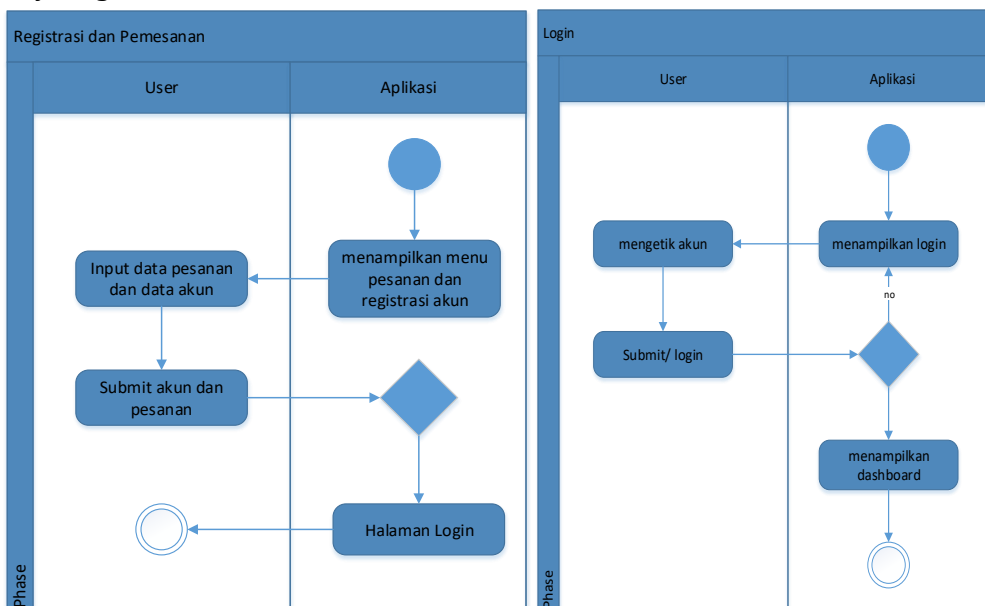 Registrasi dan Pemesanan
User
Aplikasi
menampilkan menu
pesanan dan
registrasi akun
Input data pesanan
dan data akun
Submit akun dan
pesanan
Halaman Login
Phase
Login
User
Aplikasi
mengetik akun
menampilkan login
no
Submit/ login
menampilkan
dashboard
Phase